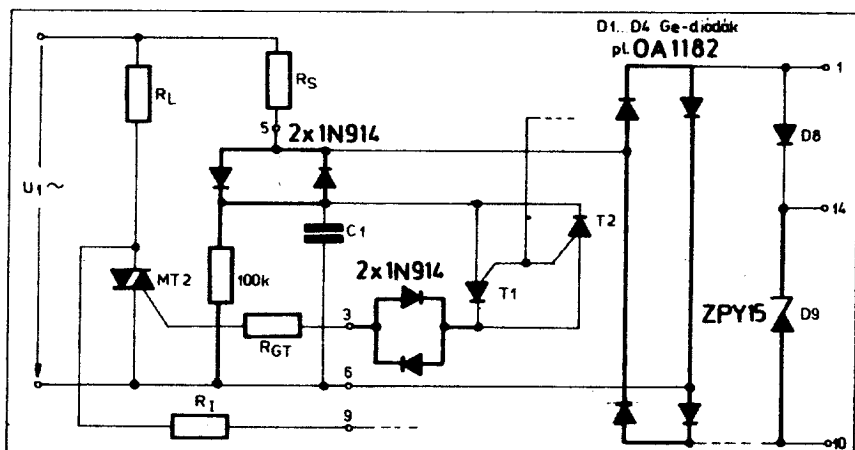 D1... D4 Ge-diódák
pl. OA1182
1
RL
RS
5
2x1N914
D8
U1~
T2
14
C1
MT2
100k
2x1N914
T1
3
ZPY15
D9
RGT
6
RI
9
10